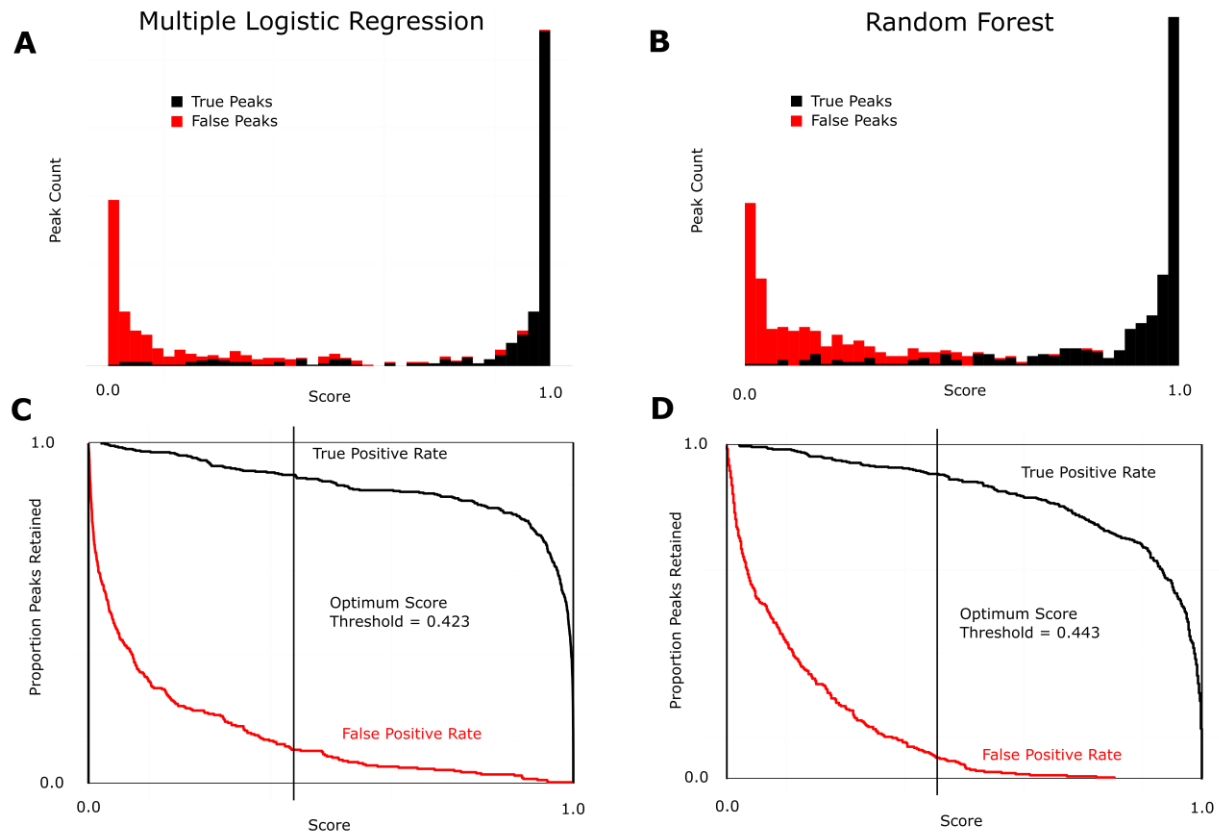 Multiple Logistic Regression
A
True Peaks
False Peaks
Peak Count
0.0
1.0
Score
Random Forest
B
True Peaks
False Peaks
Peak Count
0.0
1.0
Score
C
1.0
True Positive Rate
Proportion Peaks Retained
Optimum Score
Threshold = 0.423
False Positive Rate
0.0
0.0
1.0
Score
D
1.0
True Positive Rate
Proportion Peaks Retained
Optimum Score
Threshold = 0.443
False Positive Rate
0.0
0.0
1.0
Score